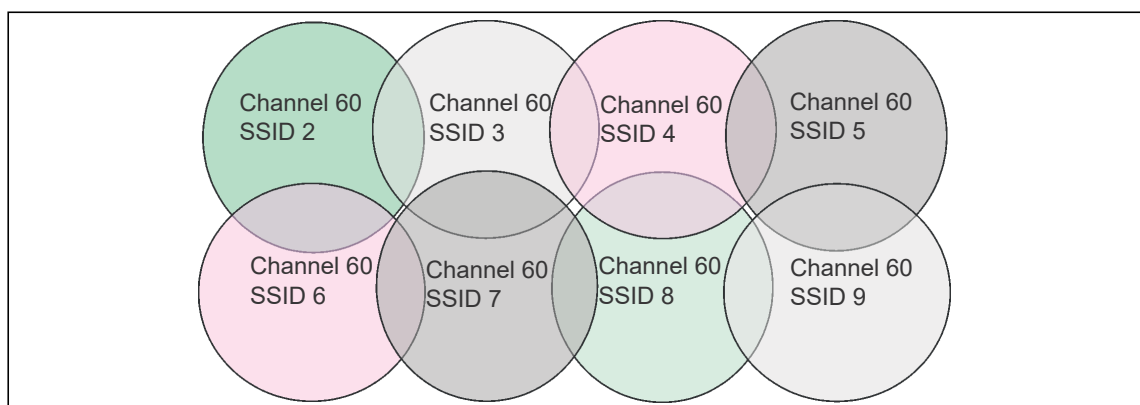 Channel 60
SSID 2
Channel 60
SSID 3
Channel 60
SSID 4
Channel 60
SSID 5
Channel 60
SSID 6
Channel 60
SSID 7
Channel 60
SSID 8
Channel 60
SSID 9